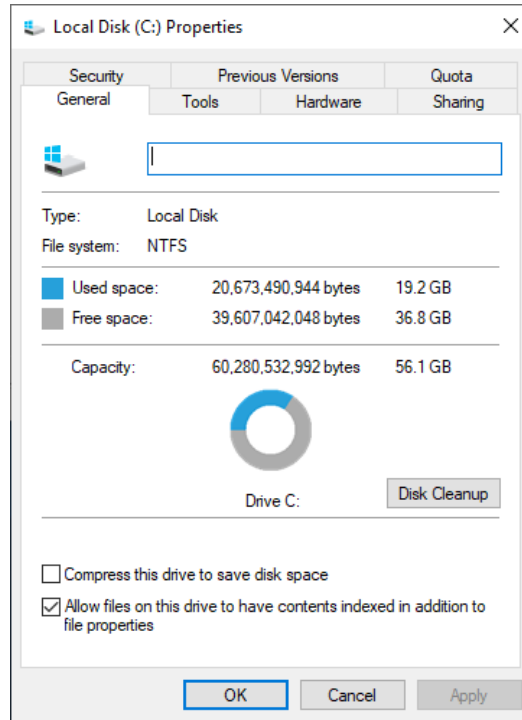 Local Disk (C:) Properties
Security Previous Versions Quota
General Tools Hardware Sharing
Type: Local Disk
File system: NTFS
Used space: 20,673,490,944 bytes 19.2 GB
Free space: 39,607,042,048 bytes 36.8 GB
Capacity: 60,280,532,992 bytes 56.1 GB
Drive C:
Disk Cleanup
Compress this drive to save disk space
Allow files on this drive to have contents indexed in addition to
file properties
OK Cancel Apply